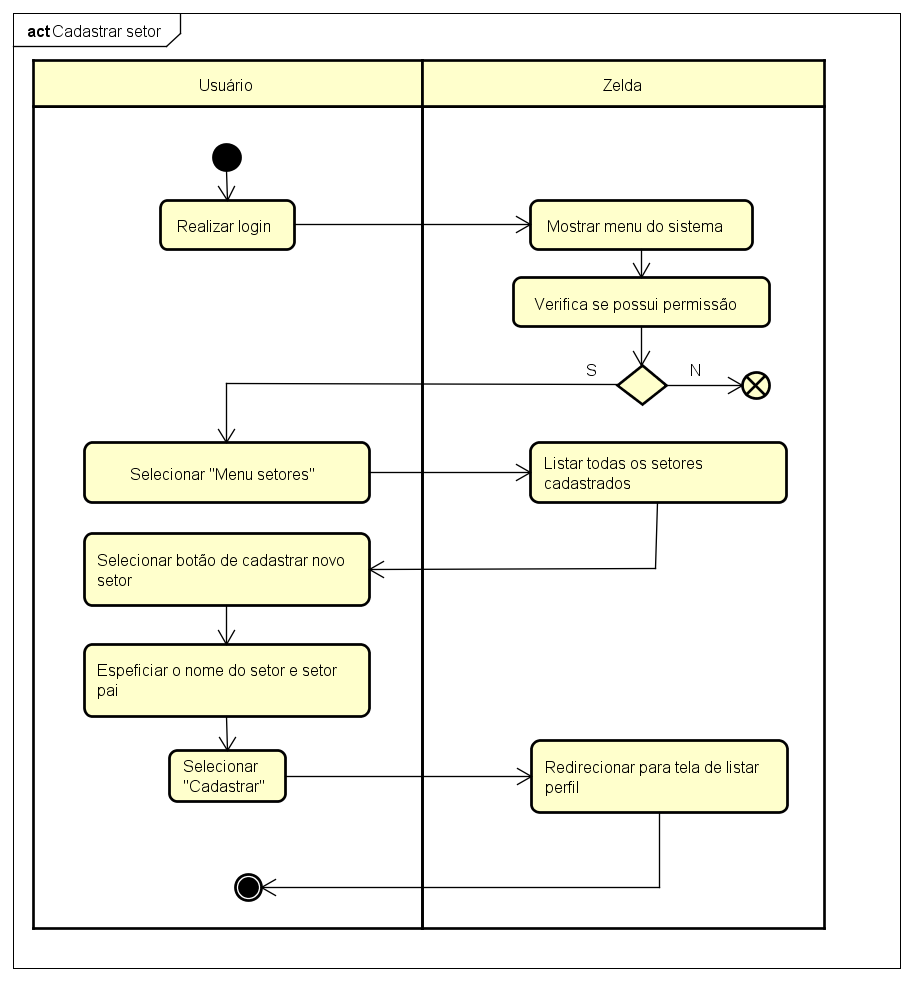 act Cadastrar setor
Usuário
Zelda
Realizar login
Mostrar menu do sistema
Verifica se possui permissão
S
N
Selecionar "Menu setores"
Listar todas os setores
cadastrados
Selecionar botão de cadastrar novo
setor
Espeficiar o nome do setor e setor
pai
Selecionar
"Cadastrar"
Redirecionar para tela de listar
perfil